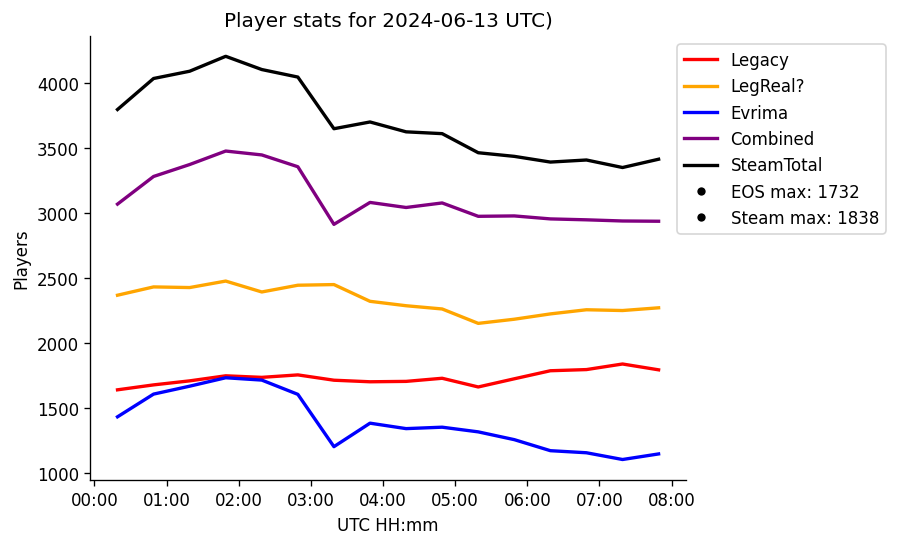 Player stats for 2024-06-13 UTC)
Players
4000
3500
3000
2500
2000
1500
1000
00:00 01:00 02:00 03:00 04:00 05:00 06:00 07:00 08:00
UTC HH:mm
Legacy
LegReal?
Evrima
Combined
SteamTotal
EOS max: 1732
Steam max: 1838